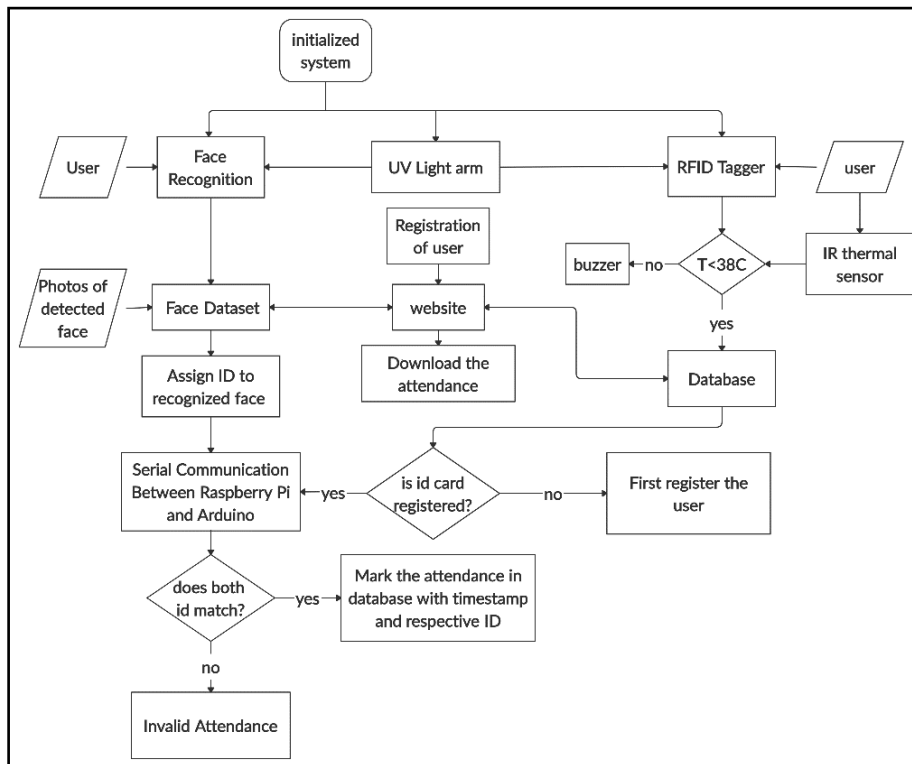 initialized
system
User
Face
Recognition
UV Light arm
RFID Tagger
user
Registration
of user
buzzer
no
T<38C
IR thermal
sensor
Photos of
detected
face
Face Dataset
website
yes
Download the
attendance
Database
Assign ID to
recognized face
Serial Communication
Between Raspberry Pi
and Arduino
yes
is id card
registered?
no
First register the
user
does both
id match?
yes
Mark the attendance in
database with timestamp
and respective ID
no
Invalid Attendance